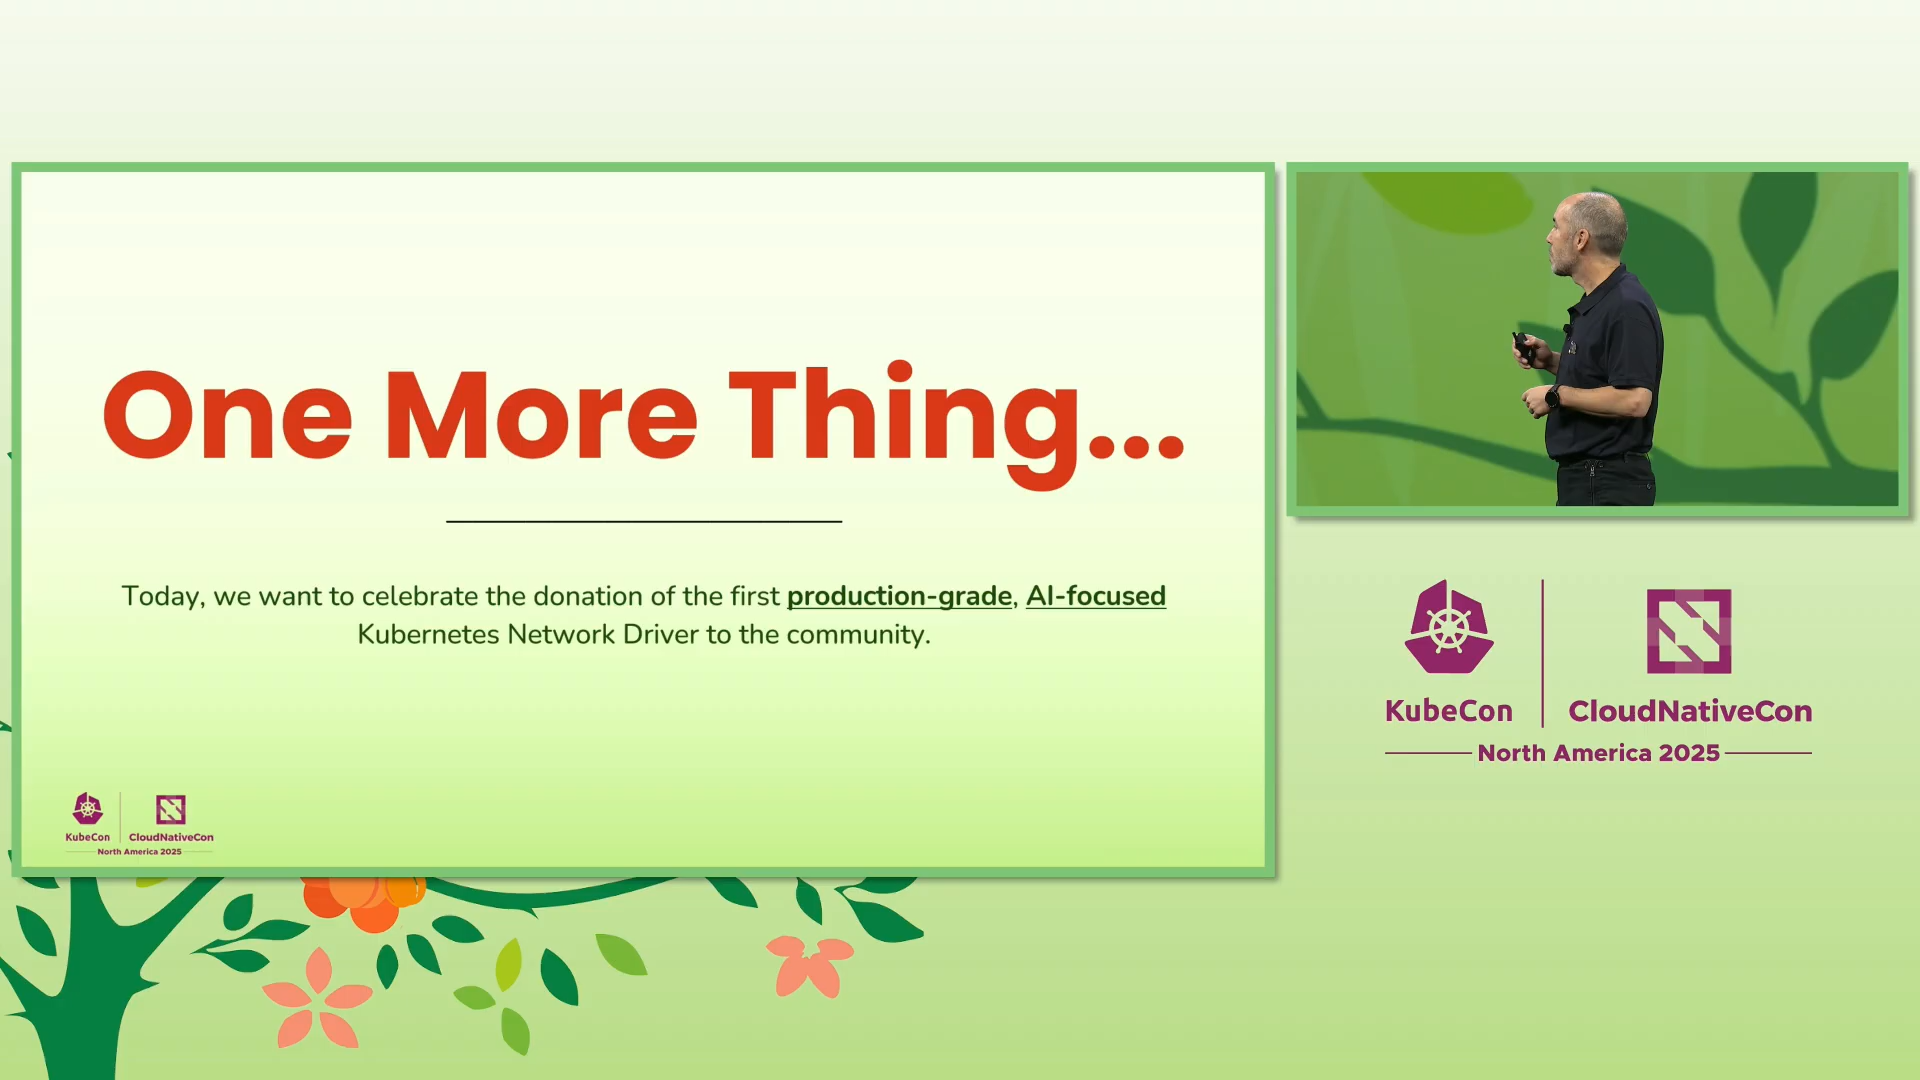 One More Thing...
Today, we want to celebrate the donation of the first production-grade, AI-focused
Kubernetes Network Driver to the community.
KubeCon
CloudNativeCon
North America 2025
KubeCon
CloudNativeCon
North America 2025